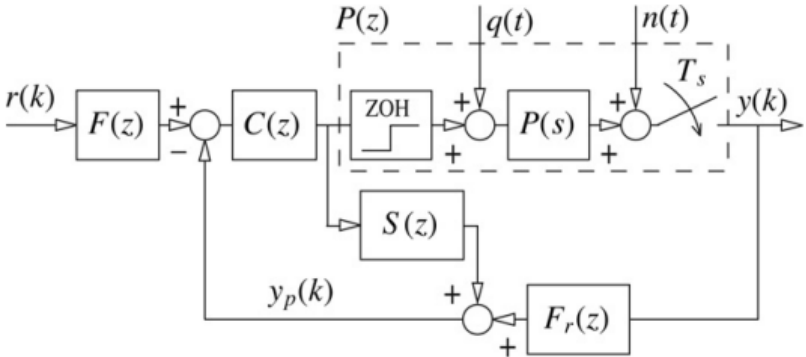 P(z) q(t) n(t)
r(k) ZOH T_s y(k)
+ + +
F(z) C(z) P(s)
− + +
S(z)
y_p(k) +
F_r(z)
+